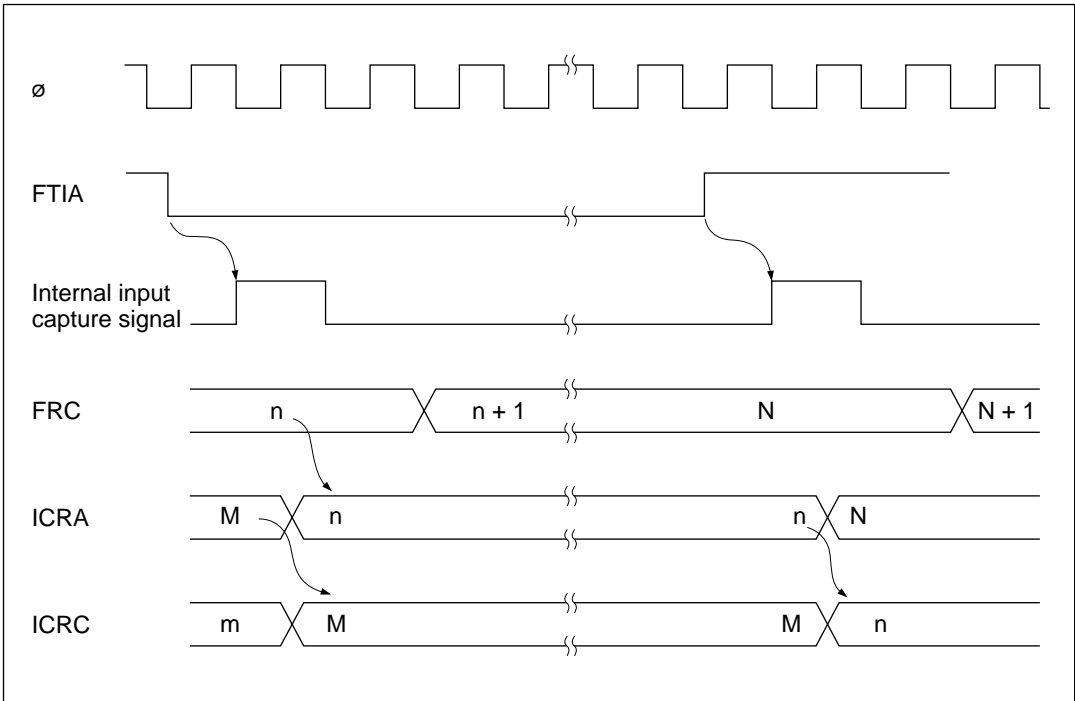 ø
FTIA
Internal input
capture signal
FRC
n
n + 1
N
N + 1
ICRA
M
n
n
N
ICRC
m
M
M
n